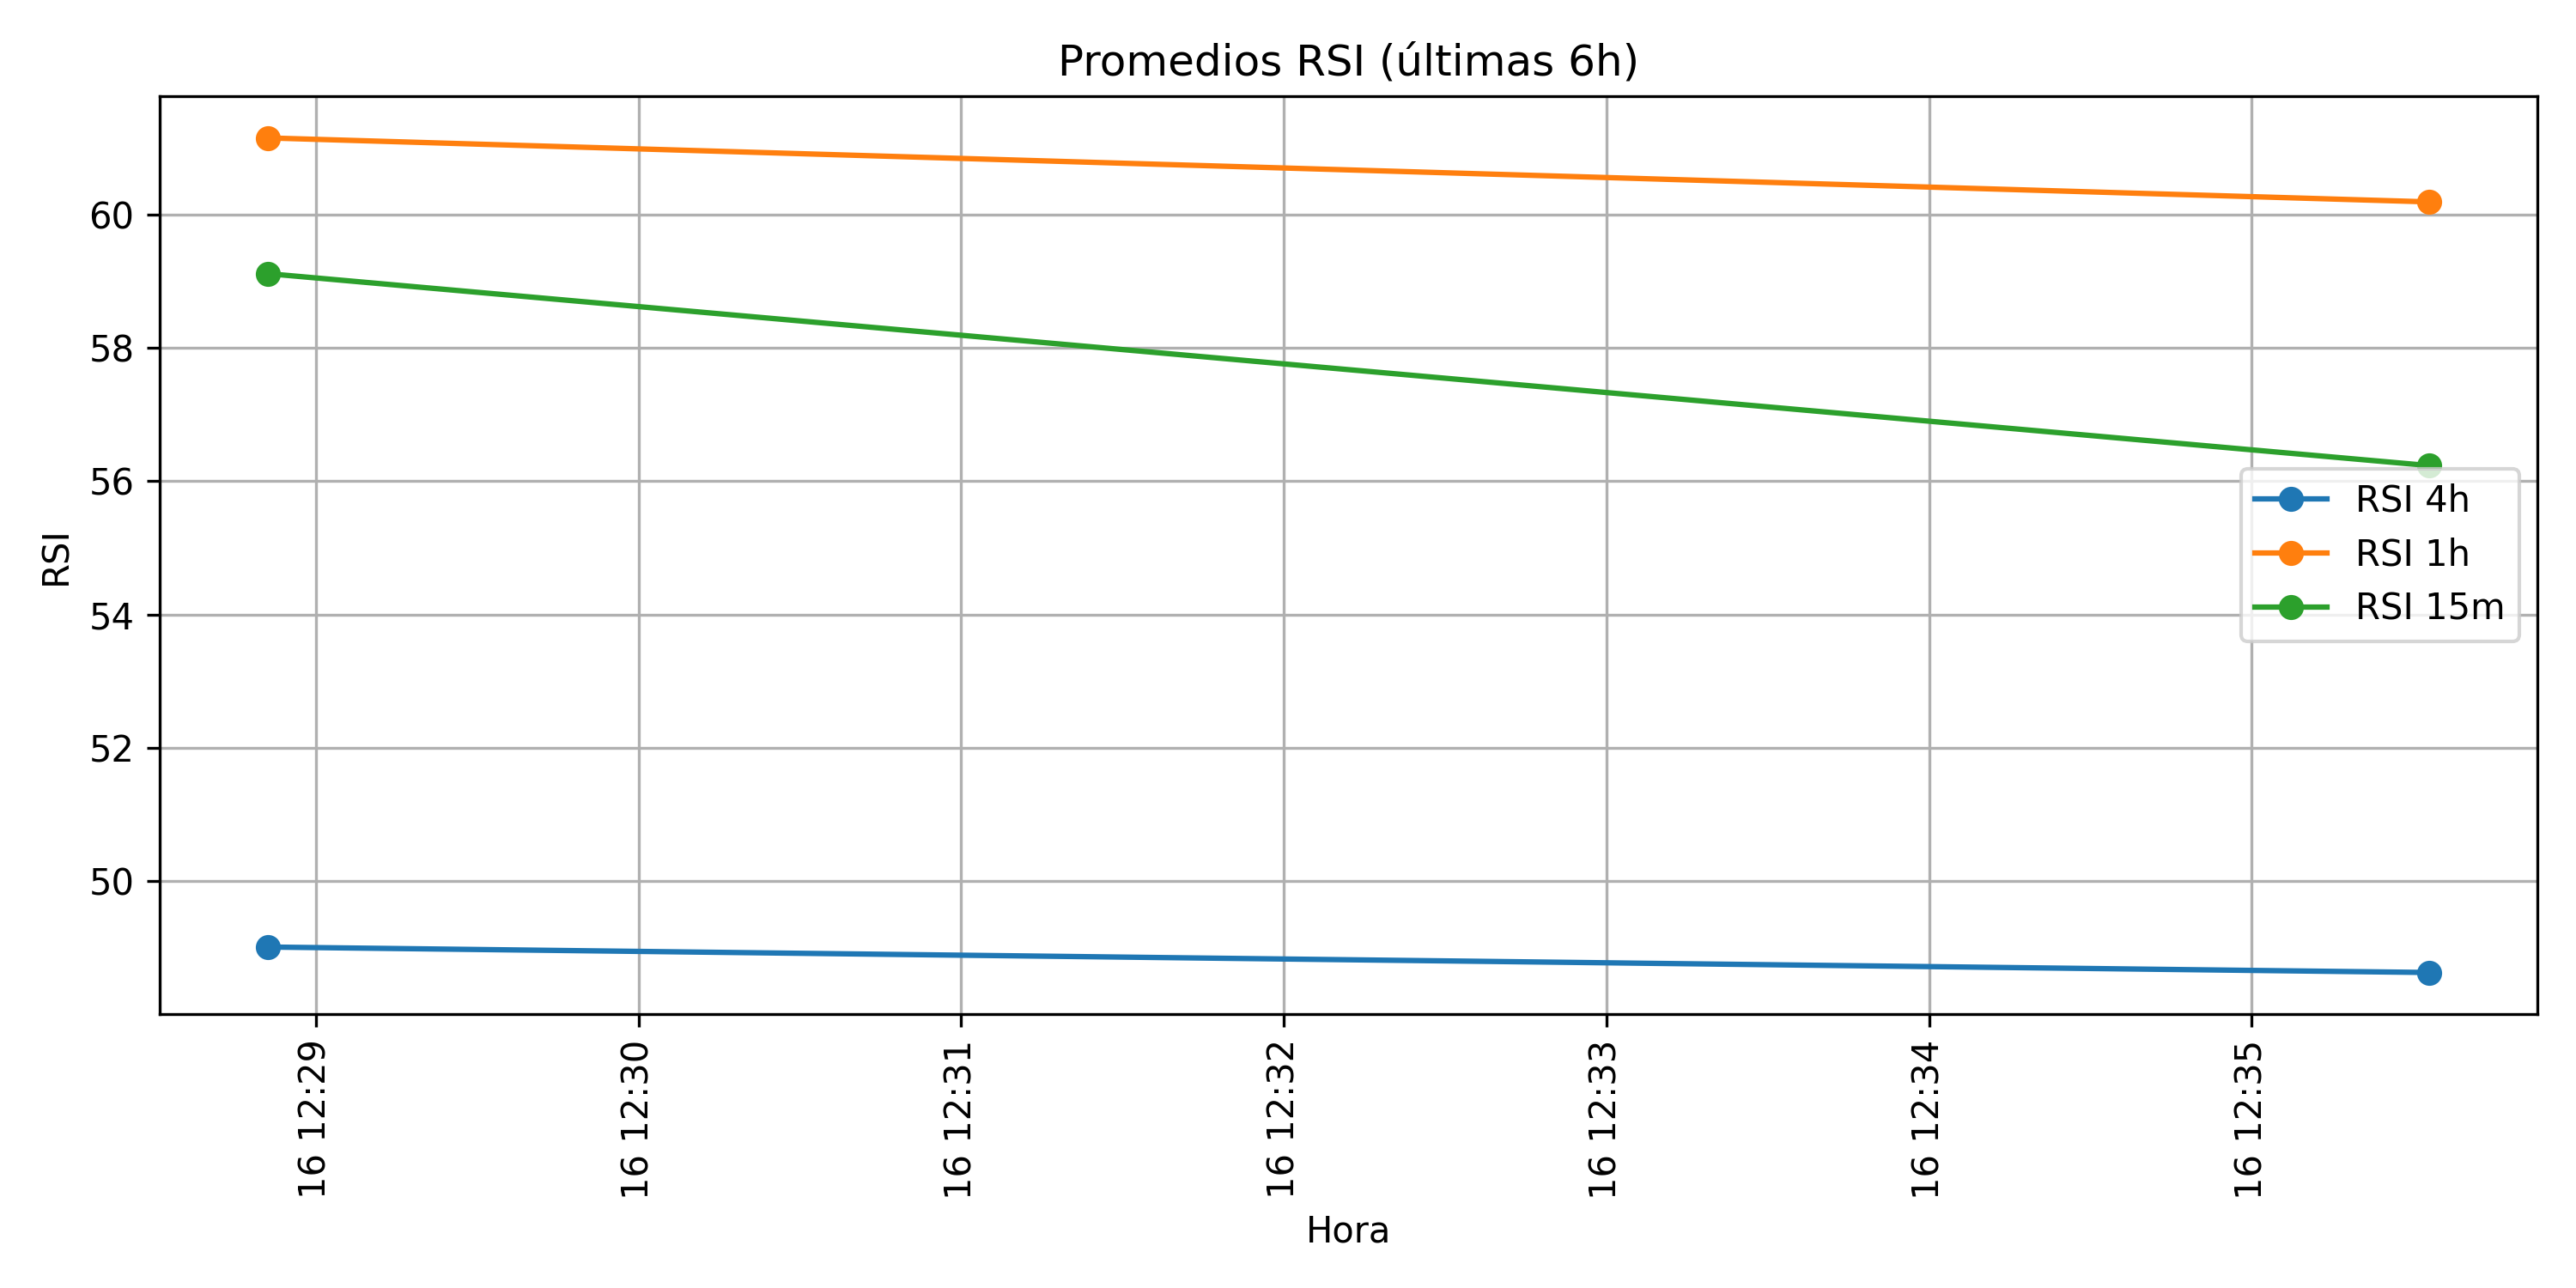 Promedios RSI (últimas 6h)
60
58
56
54
52
50
RSI
RSI 4h
RSI 1h
RSI 15m
16 12:29
16 12:30
16 12:31
16 12:32
16 12:33
16 12:34
16 12:35
Hora